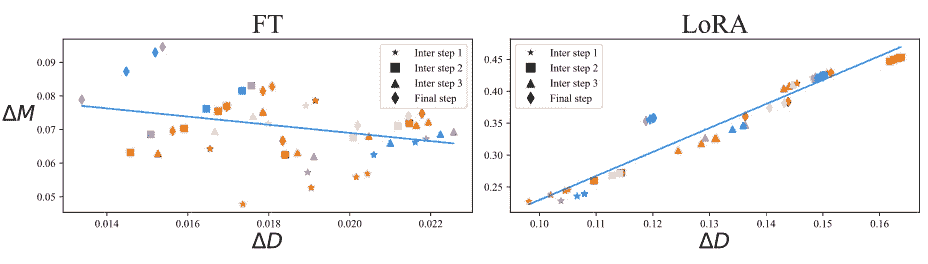 FT
Inter step 1
Inter step 2
Inter step 3
Final step
0.09
0.08
0.07
0.06
0.05
ΔM
0.014 0.016 0.018 0.020 0.022
ΔD
LoRA
Inter step 1
Inter step 2
Inter step 3
Final step
0.45
0.40
0.35
0.30
0.25
0.10 0.11 0.12 0.13 0.14 0.15 0.16
ΔD